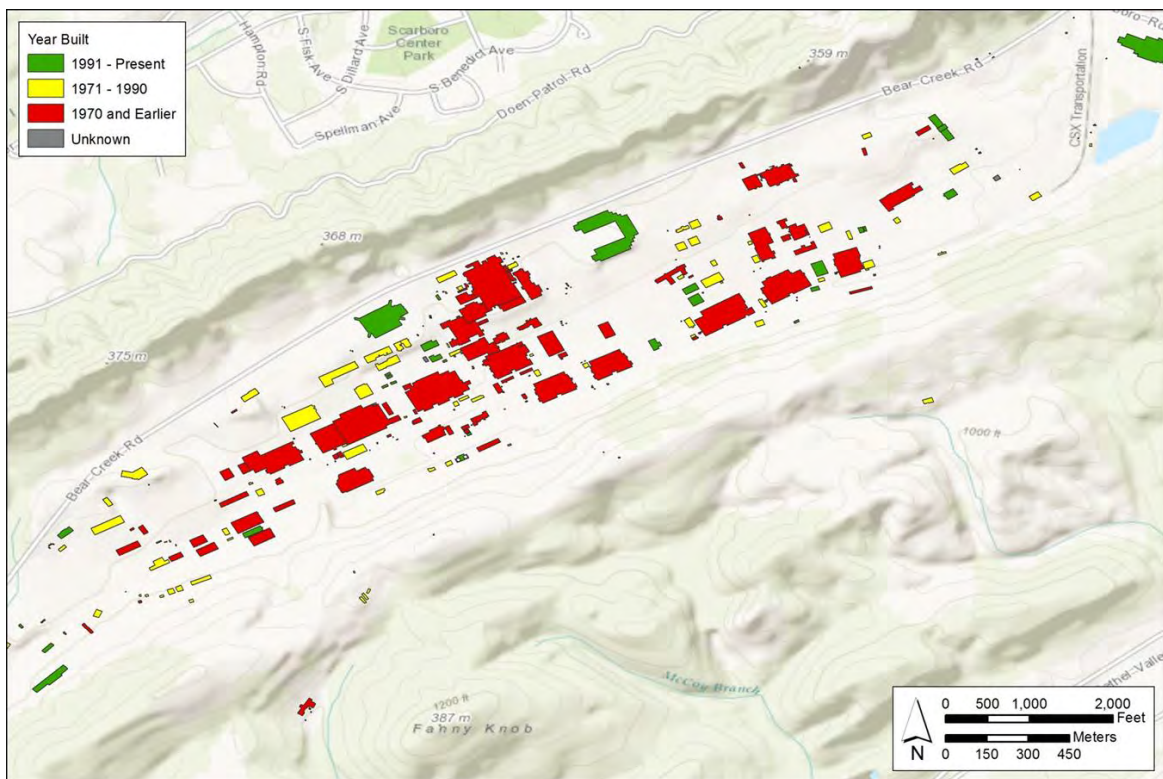 Year Built
1991 - Present
1971 - 1990
1970 and Earlier
Unknown
Hampton Rd
S Fisk Ave
S Dillard Ave
Scarboro
Center
Park
S Benedict Ave
Spellman Ave
Doen-Patrol-Rd
359 m
Bear-Creek-Rd
CSX Transportation
368 m
375 m
Bear-Creek-Rd
1000 ft
McCoy Branch
1200 ft
387 m
Fanny Knob
0 500 1,000 2,000
Feet
Meters
0 150 300 450
N